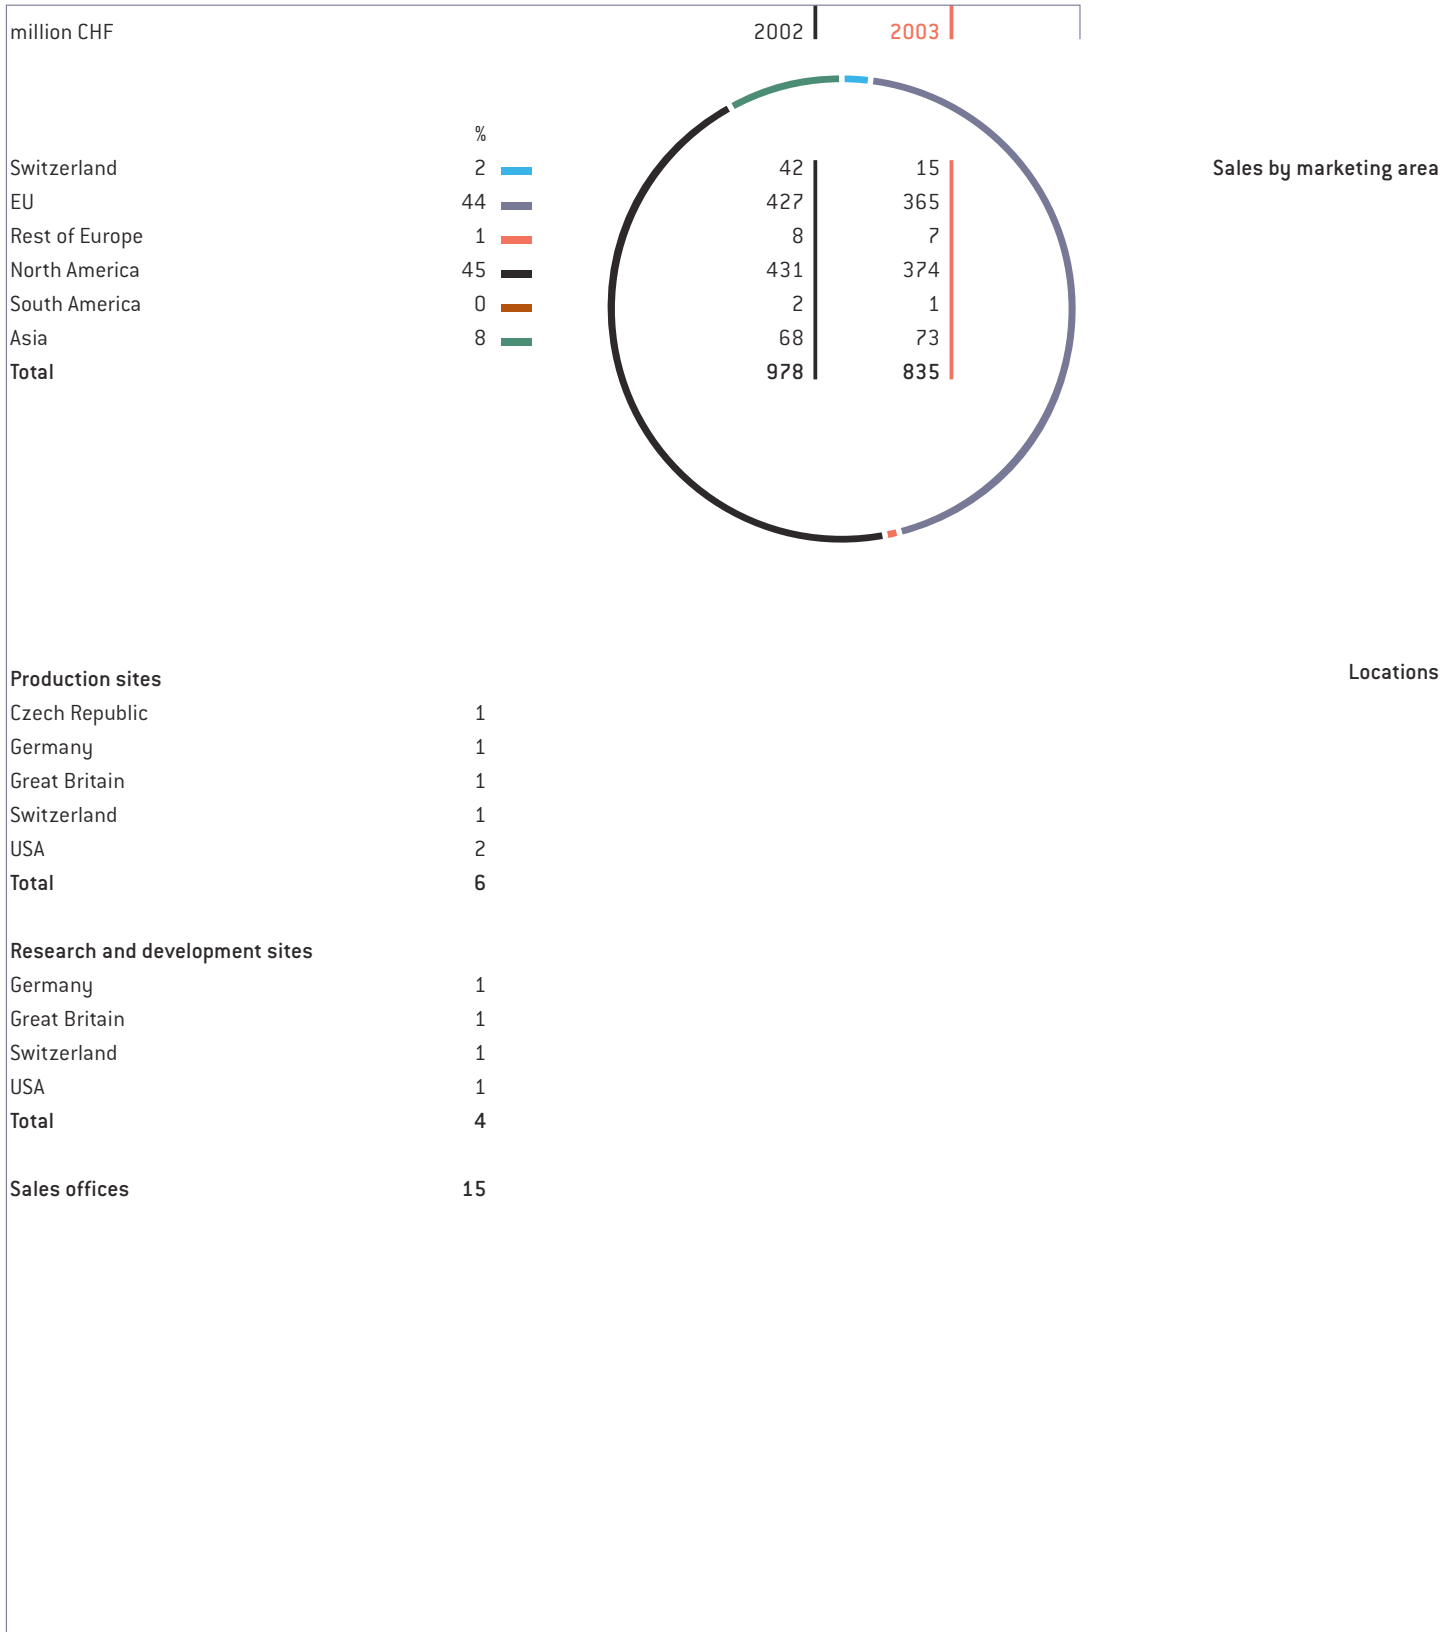 million CHF 2002 2003
%
Switzerland 2 42 15 Sales by marketing area
EU 44 427 365
Rest of Europe 1 8 7
North America 45 431 374
South America 0 2 1
Asia 8 68 73
Total 978 835
Production sites Locations
Czech Republic 1
Germany 1
Great Britain 1
Switzerland 1
USA 2
Total 6
Research and development sites
Germany 1
Great Britain 1
Switzerland 1
USA 1
Total 4
Sales offices 15